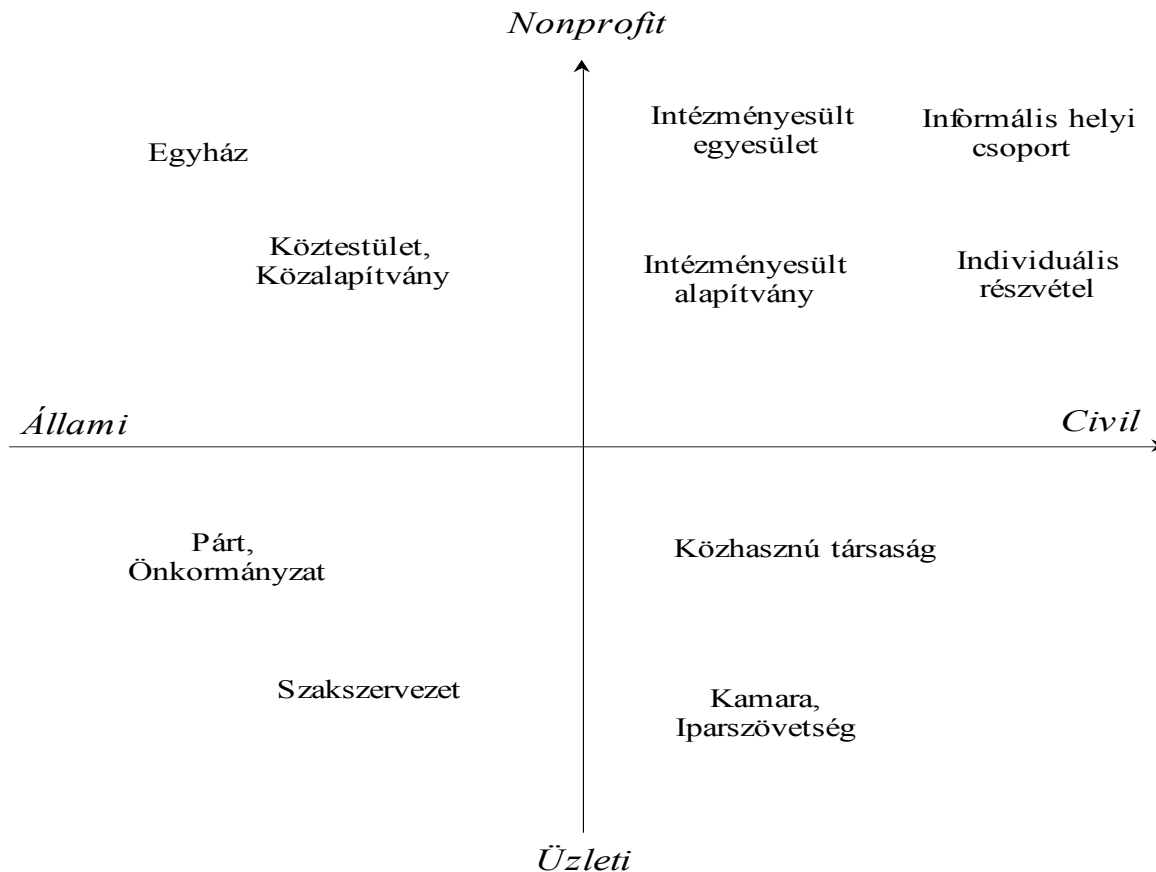 Nonprofit
Intézményesült
egyesület
Informális helyi
csoport
Egyház
Köztestület,
Közalapítvány
Intézményesült
alapítvány
Individuális
részvétel
Állami
Civil
Párt,
Önkormányzat
Közhasznú társaság
Szakszervezet
Kamara,
Iparszövetség
Üzleti